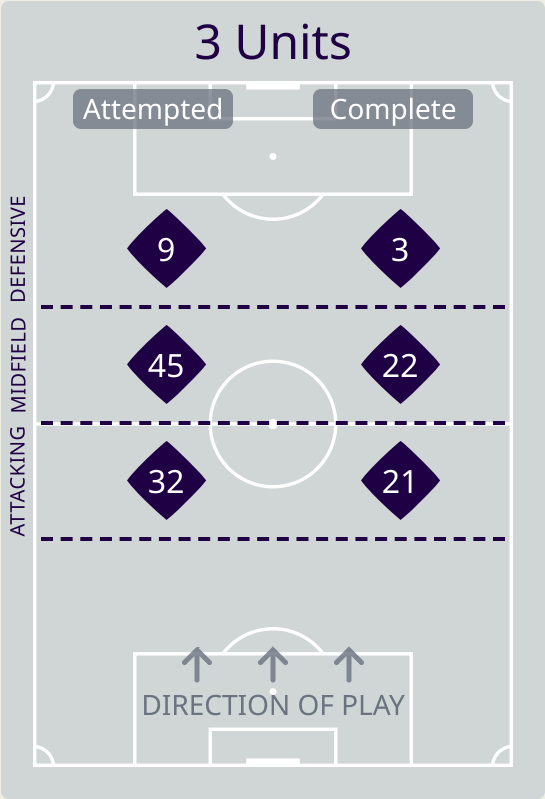 3 Units
Attempted Complete
DEFENSIVE
9 3
MIDFIELD
45 22
ATTACKING
32 21
DIRECTION OF PLAY